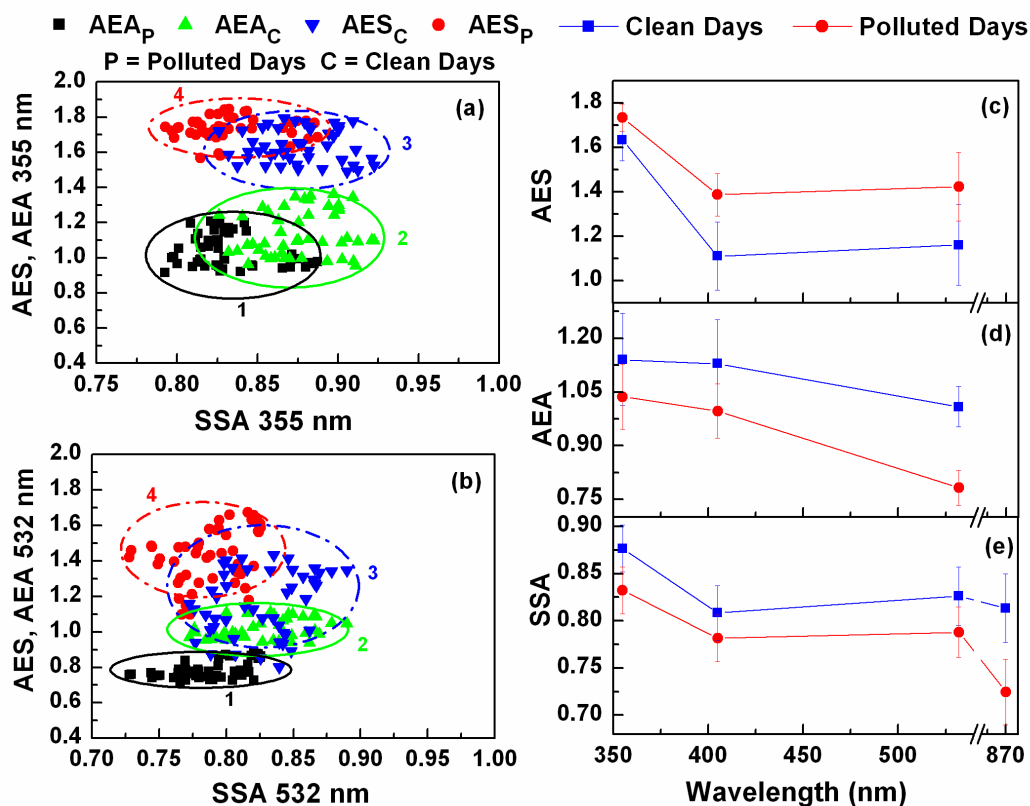 AEA_P AEA_C AES_C AES_P Clean Days Polluted Days
P = Polluted Days C = Clean Days
AES, AEA 355 nm
2.0
1.8
1.6
1.4
1.2
1.0
0.8
0.6
0.4
(a)
4
3
2
1
0.75 0.80 0.85 0.90 0.95 1.00
SSA 355 nm
AES, AEA 532 nm
2.0
1.8
1.6
1.4
1.2
1.0
0.8
0.6
0.4
(b)
4
3
2
1
0.70 0.75 0.80 0.85 0.90 0.95 1.00
SSA 532 nm
AES
1.8
1.6
1.4
1.2
1.0
(c)
AEA
1.20
1.05
0.90
0.75
(d)
SSA
0.90
0.85
0.80
0.75
0.70
(e)
350 400 450 500 870
Wavelength (nm)